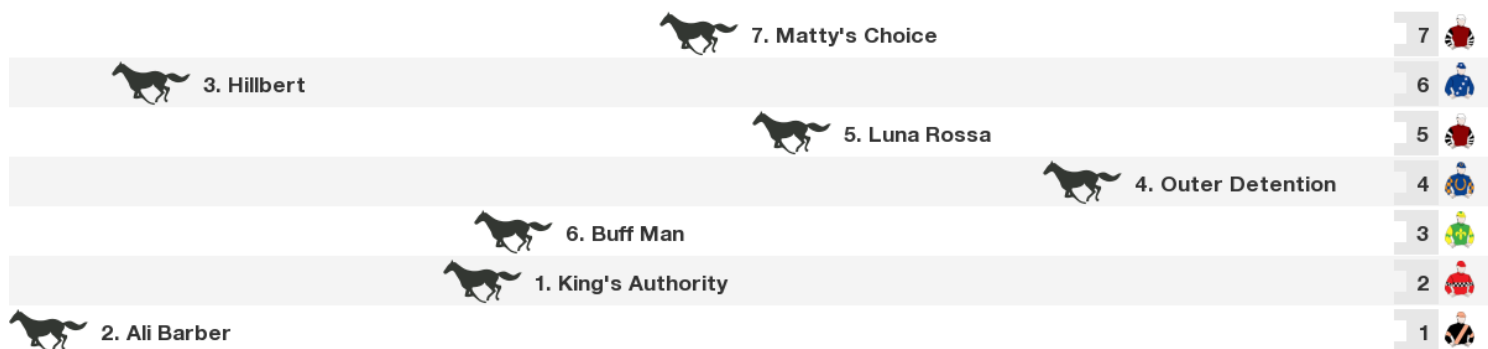 7. Matty's Choice 7
3. Hillbert 6
5. Luna Rossa 5
4. Outer Detention 4
6. Buff Man 3
1. King's Authority 2
2. Ali Barber 1